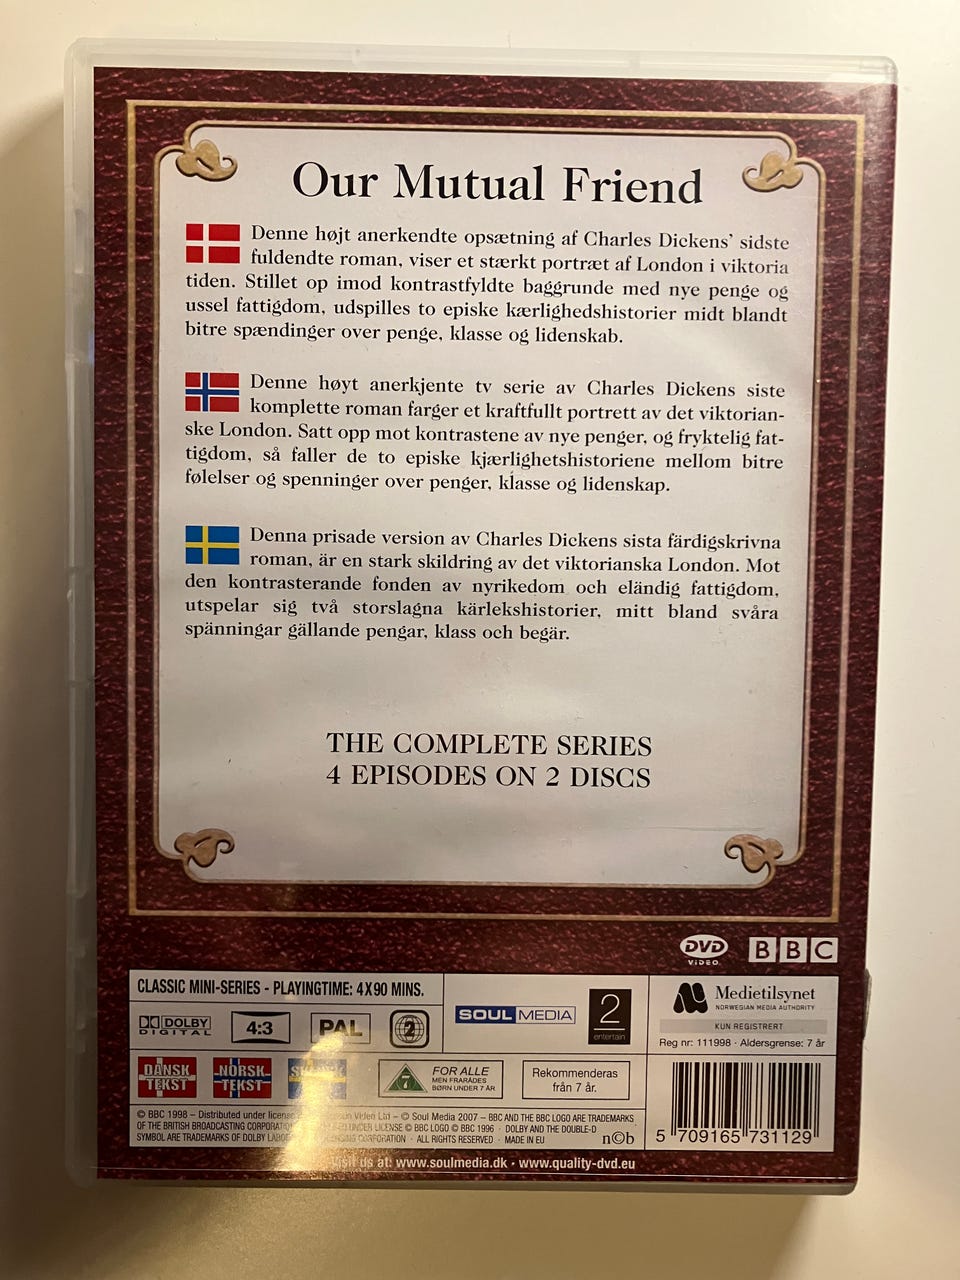 Our Mutual Friend
Denne højt anerkendte opsætning af Charles Dickens' sidste
fuldendte roman, viser et stærkt portræt af London i viktoria
tiden. Stillet op imod kontrastfyldte baggrunde med nye penge og
ussel fattigdom, udspilles to episke kærlighedshistorier midt blandt
bitre spændinger over penge, klasse og lidenskab.
Denne høyt anerkjente tv serie av Charles Dickens siste
komplette roman farger et kraftfullt portrett av det viktorian-
ske London. Satt opp mot kontrastene av nye penger, og fryktelig fat-
tigdom, så faller de to episke kjærlighetshistoriene mellom bitre
følelser og spenninger over penger, klasse og lidenskap.
Denna prisade version av Charles Dickens sista färdigskrivna
roman, är en stark skildring av det viktorianska London. Mot
den kontrasterande fonden av nyrikedom och eländig fattigdom,
utspelar sig två storslagna kärlekshistorier, mitt bland svåra
spänningar gällande pengar, klass och begär.
THE COMPLETE SERIES
4 EPISODES ON 2 DISCS
DVD VIDEO BBC
CLASSIC MINI-SERIES - PLAYINGTIME: 4X90 MINS.
DOLBY DIGITAL 4:3 PAL 2
SOUL MEDIA 2 entertain
Medietilsynet
NORWEGIAN MEDIA AUTHORITY
KUN REGISTRERT
Reg nr: 111998 · Aldersgrense: 7 år
DANSK TEKST
NORSK TEKST
7 FOR ALLE
MEN FRARÅDES
BØRN UNDER 7 ÅR
Rekommenderas
från 7 år.
© BBC 1998 – Distributed under license Ltd – © Soul Media 2007 – BBC AND THE BBC LOGO ARE TRADEMARKS
OF THE BRITISH BROADCASTING UNDER LICENSE © BBC LOGO © BBC 1996 · DOLBY AND THE DOUBLE-D
SYMBOL ARE TRADEMARKS OF DOLBY CORPORATION · ALL RIGHTS RESERVED · MADE IN EU n©b
5 709165 731129
Visit us at: www.soulmedia.dk · www.quality-dvd.eu